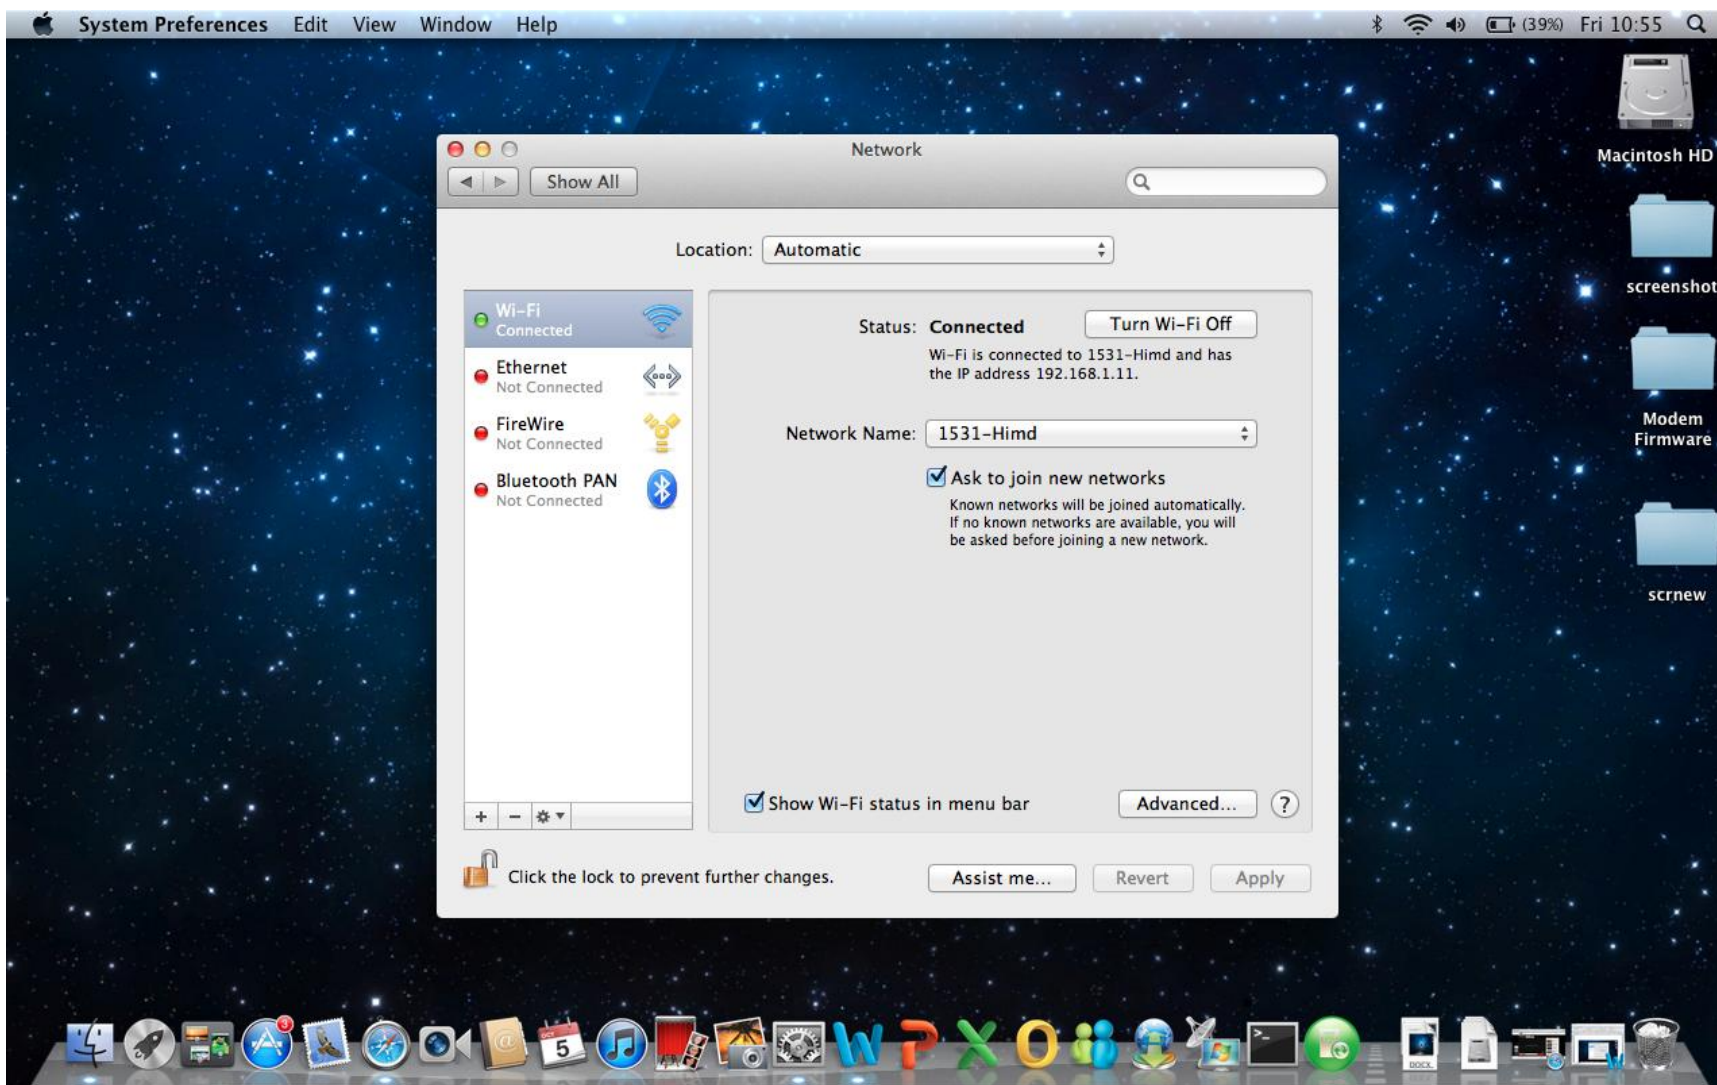 System Preferences Edit View Window Help (39%) Fri 10:55
Network
Show All
Location: Automatic
Wi-Fi
Connected
Ethernet
Not Connected
FireWire
Not Connected
Bluetooth PAN
Not Connected
Status: Connected Turn Wi-Fi Off
Wi-Fi is connected to 1531-Himd and has
the IP address 192.168.1.11.
Network Name: 1531-Himd
Ask to join new networks
Known networks will be joined automatically.
If no known networks are available, you will
be asked before joining a new network.
Show Wi-Fi status in menu bar Advanced... ?
+ -
Click the lock to prevent further changes. Assist me... Revert Apply
Macintosh HD
screenshot
Modem
Firmware
scrnew
3
@
OCT
5
W P X O
>_
DOCX
W